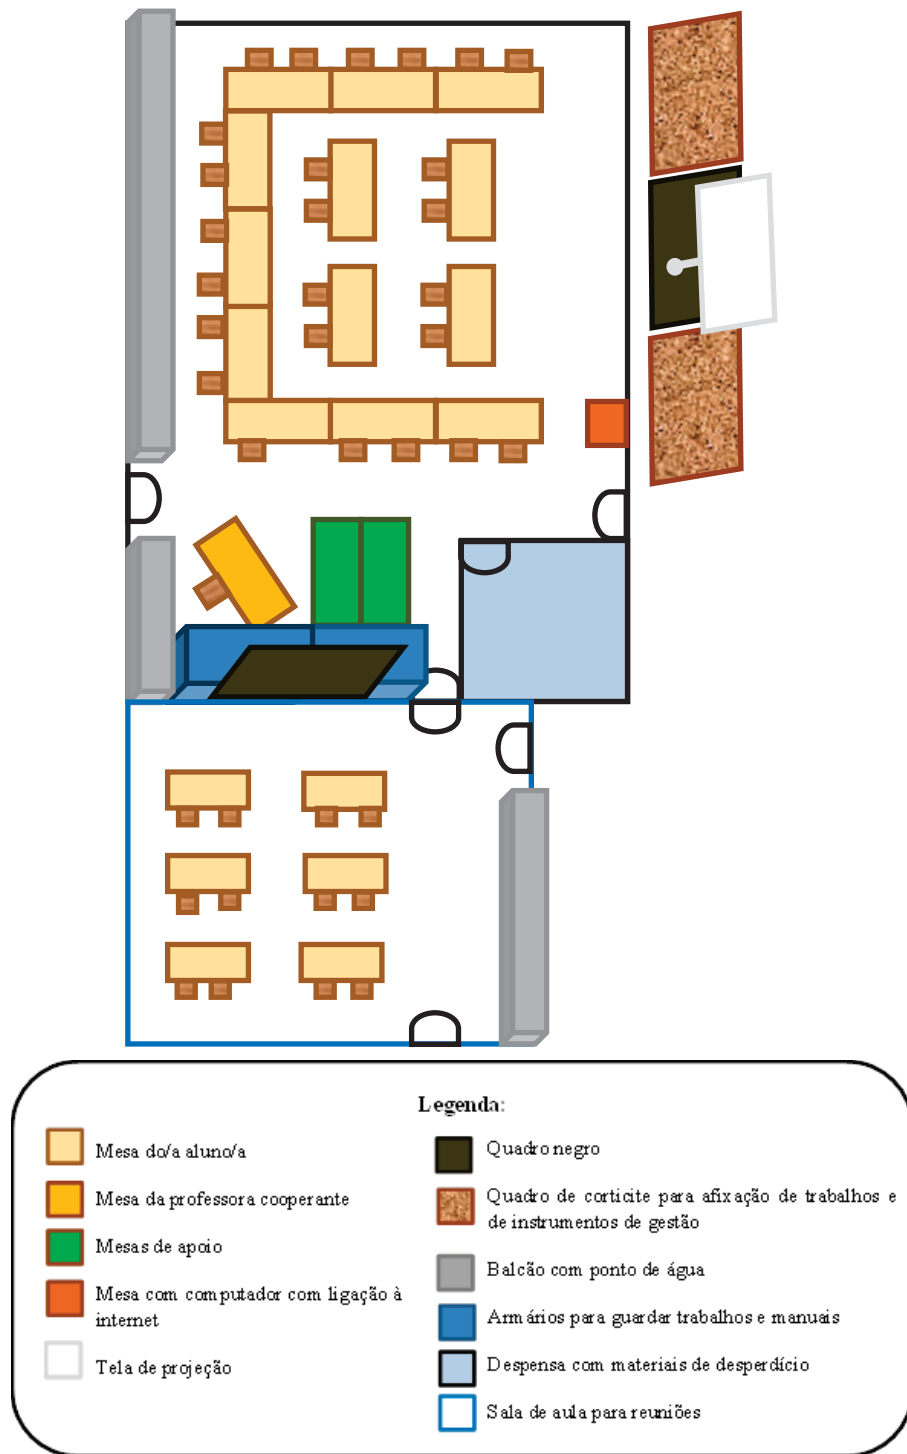 Legenda:
Mesa do/a aluno/a
Mesa da professora cooperante
Mesas de apoio
Mesa com computador com ligação à
internet
Tela de projeção
Quadro negro
Quadro de corticite para afixação de trabalhos e
de instrumentos de gestão
Balcão com ponto de água
Armários para guardar trabalhos e manuais
Despensa com materiais de desperdício
Sala de aula para reuniões